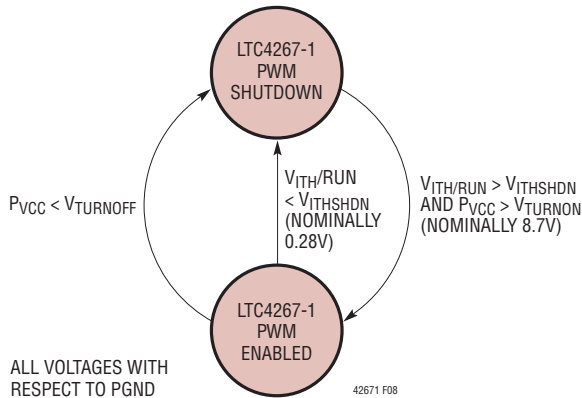 LTC4267-1
PWM
SHUTDOWN
PVCC < VTURNOFF
VITH/RUN
< VITHSHDN
(NOMINALLY
0.28V)
VITH/RUN > VITHSHDN
AND PVCC > VTURNON
(NOMINALLY 8.7V)
LTC4267-1
PWM
ENABLED
ALL VOLTAGES WITH
RESPECT TO PGND
42671 F08